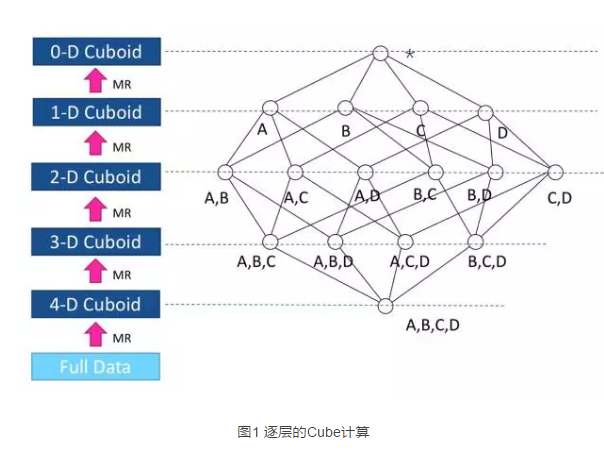 0-D Cuboid
*
MR
1-D Cuboid
A
B
C
D
MR
2-D Cuboid
A,B
A,C
A,D
B,C
B,D
C,D
MR
3-D Cuboid
A,B,C
A,B,D
A,C,D
B,C,D
MR
4-D Cuboid
A,B,C,D
MR
Full Data
图1 逐层的Cube计算